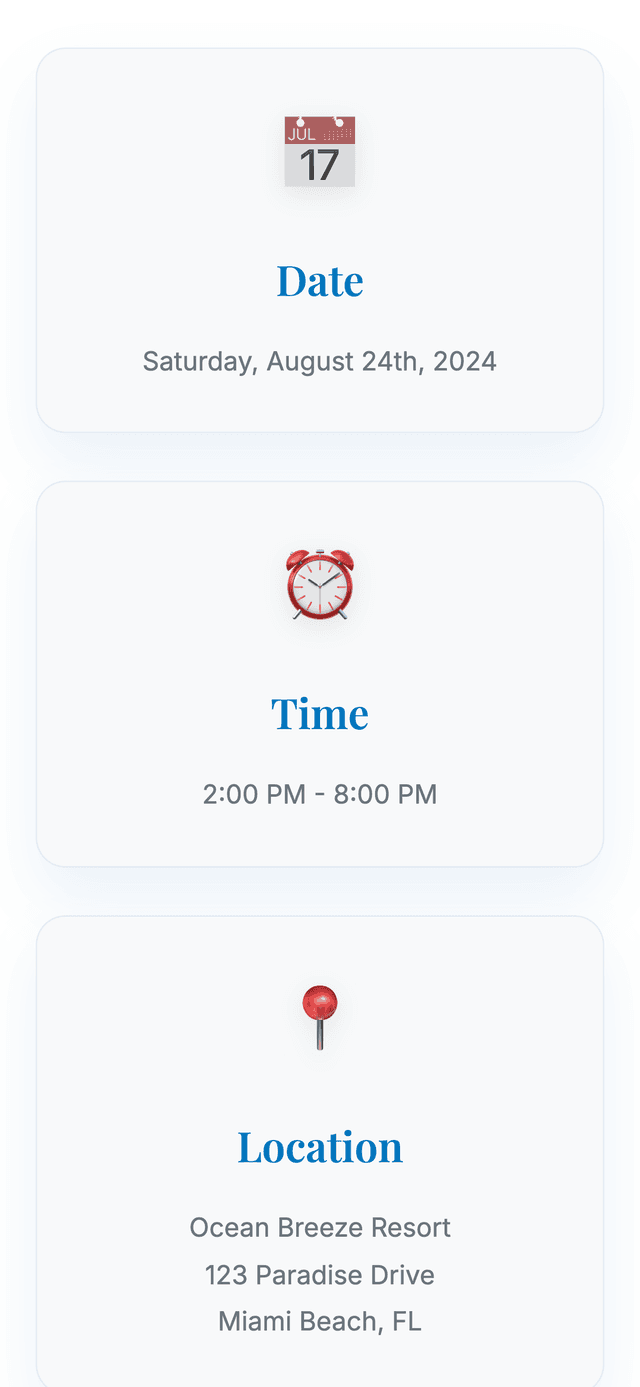 JUL
17
Date
Saturday, August 24th, 2024
Time
2:00 PM - 8:00 PM
Location
Ocean Breeze Resort
123 Paradise Drive
Miami Beach, FL